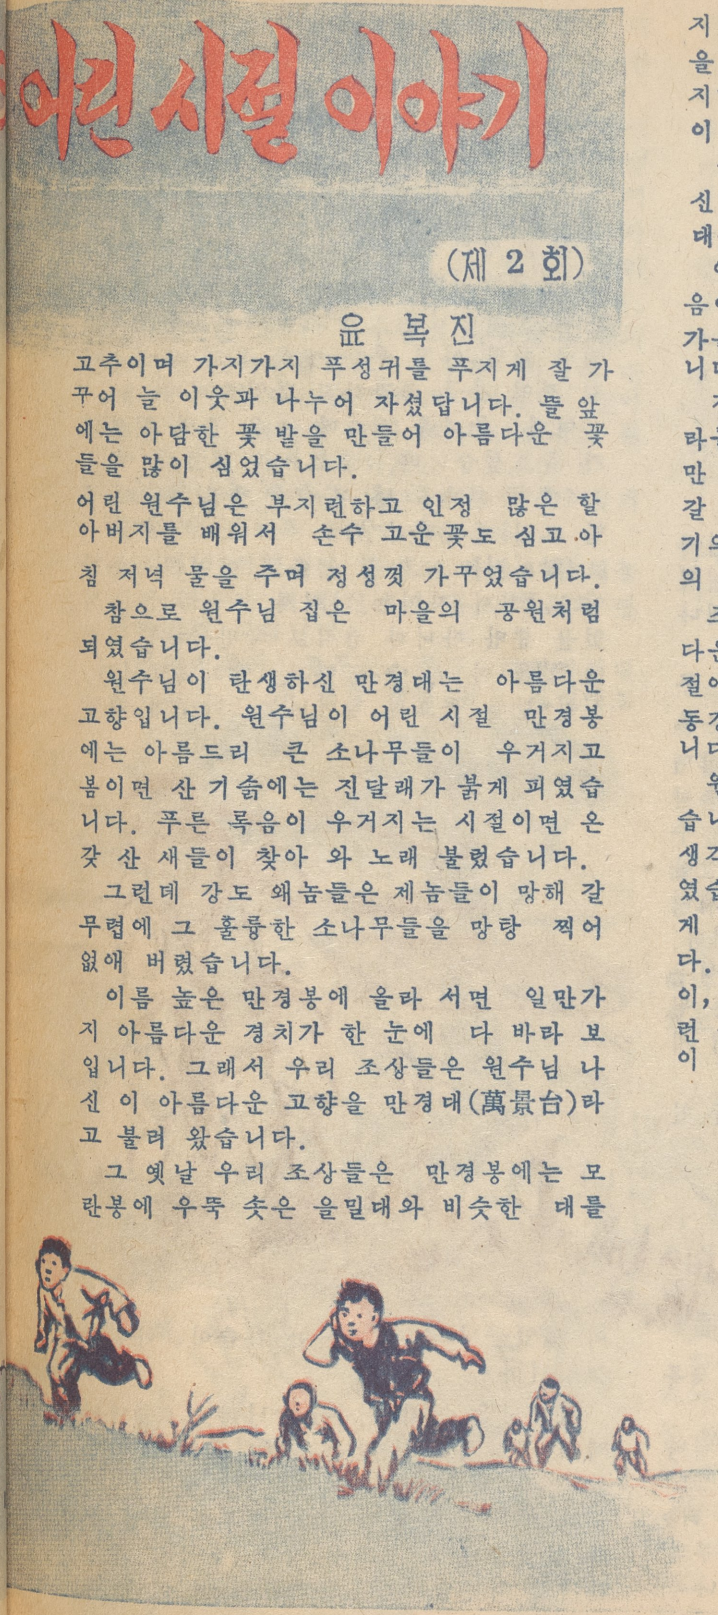 어린 시절 이야기
(제 2 회)
윤 복 진
고추이며 가지가지 푸성귀를 푸지게 잘 가
꾸어 늘 이웃과 나누어 자셨답니다. 뜰 앞
에는 아담한 꽃 밭을 만들어 아름다운 꽃
들을 많이 심었습니다.
어린 원수님은 부지런하고 인정 많은 할
아버지를 배워서 손수 고운 꽃도 심고 아
침 저녁 물을 주며 정성껏 가꾸었습니다.
참으로 원수님 집은 마을의 공원처럼
되였습니다.
원수님이 탄생하신 만경대는 아름다운
고향입니다. 원수님이 어린 시절 만경봉
에는 아름드리 큰 소나무들이 우거지고
봄이면 산 기슭에는 진달래가 붉게 피였습
니다. 푸른 록음이 우거지는 시절이면 온
갖 산 새들이 찾아 와 노래 불렀습니다.
그런데 강도 왜놈들은 제놈들이 망해 갈
무렵에 그 훌륭한 소나무들을 망탕 찍어
없애 버렸습니다.
이름 높은 만경봉에 올라 서면 일만가
지 아름다운 경치가 한 눈에 다 바라 보
입니다. 그래서 우리 조상들은 원수님 나
신 이 아름다운 고향을 만경대(萬景台)라
고 불러 왔습니다.
그 옛날 우리 조상들은 만경봉에는 모
란봉에 우뚝 솟은 을밀대와 비슷한 대를
지
을
지
이
신
대
음
가
니
라
만
갈
기
의
다운
절
동
니다
습니
생각
였습
게
다.
이,
런
이